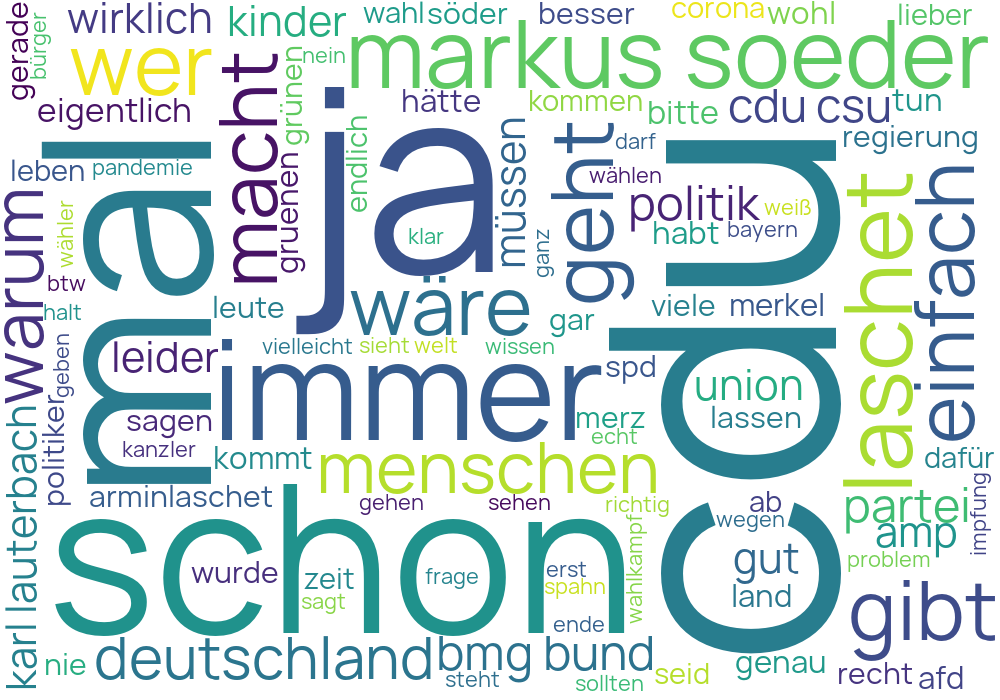 gerade
bürger
wirklich
wer
kinder
nein
wahl
söder
besser
corona
wohl
lieber
markus soeder
eigentlich
macht
grünen
hätte
kommen
bitte
cdu csu
tun
regierung
leben
pandemie
mal
ja
endlich
müssen
geht
darf
wählen
politik
weiß
habt
bayern
gruenen
klar
ganz
wähler
warum
btw
halt
leute
wäre
gar
viele
merkel
laschet
einfach
vielleicht
sieht
welt
wissen
leider
immer
spd
cdu
union
lassen
geben
politiker
sagen
kanzler
merz
echt
kommt
menschen
dafür
karl lauterbach
arminlaschet
gehen
sehen
richtig
ab
wegen
partei
amp
impfung
schon
wurde
zeit
sagt
frage
erst
spahn
ende
wahlkampf
gut
land
problem
gibt
nie
deutschland
bmg bund
steht
sollten
seid
genau
recht
afd